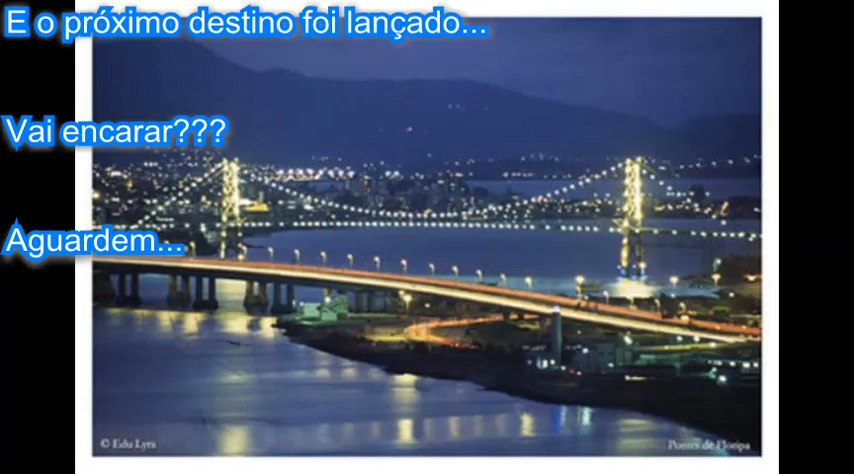 E o próximo destino foi lançado...
Vai encarar???
Aguardem...
© Edu Lyra
Pontes de Floripa